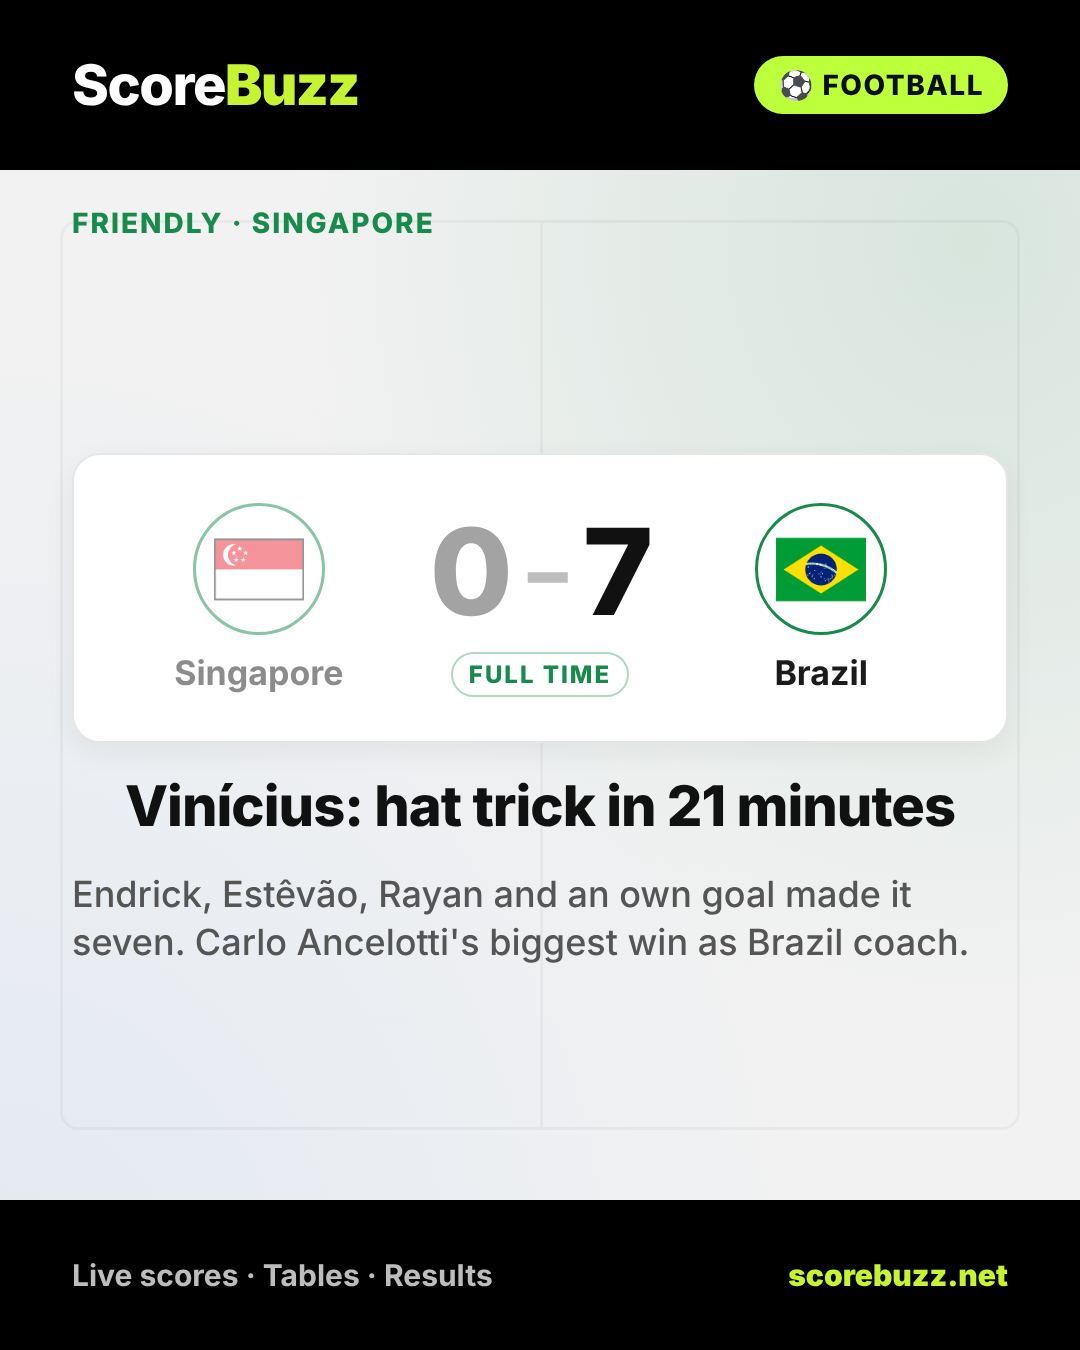 ScoreBuzz
⚽ FOOTBALL
FRIENDLY · SINGAPORE
0 - 7
Singapore
FULL TIME
Brazil
Vinícius: hat trick in 21 minutes
Endrick, Estêvão, Rayan and an own goal made it
seven. Carlo Ancelotti's biggest win as Brazil coach.
Live scores · Tables · Results
scorebuzz.net